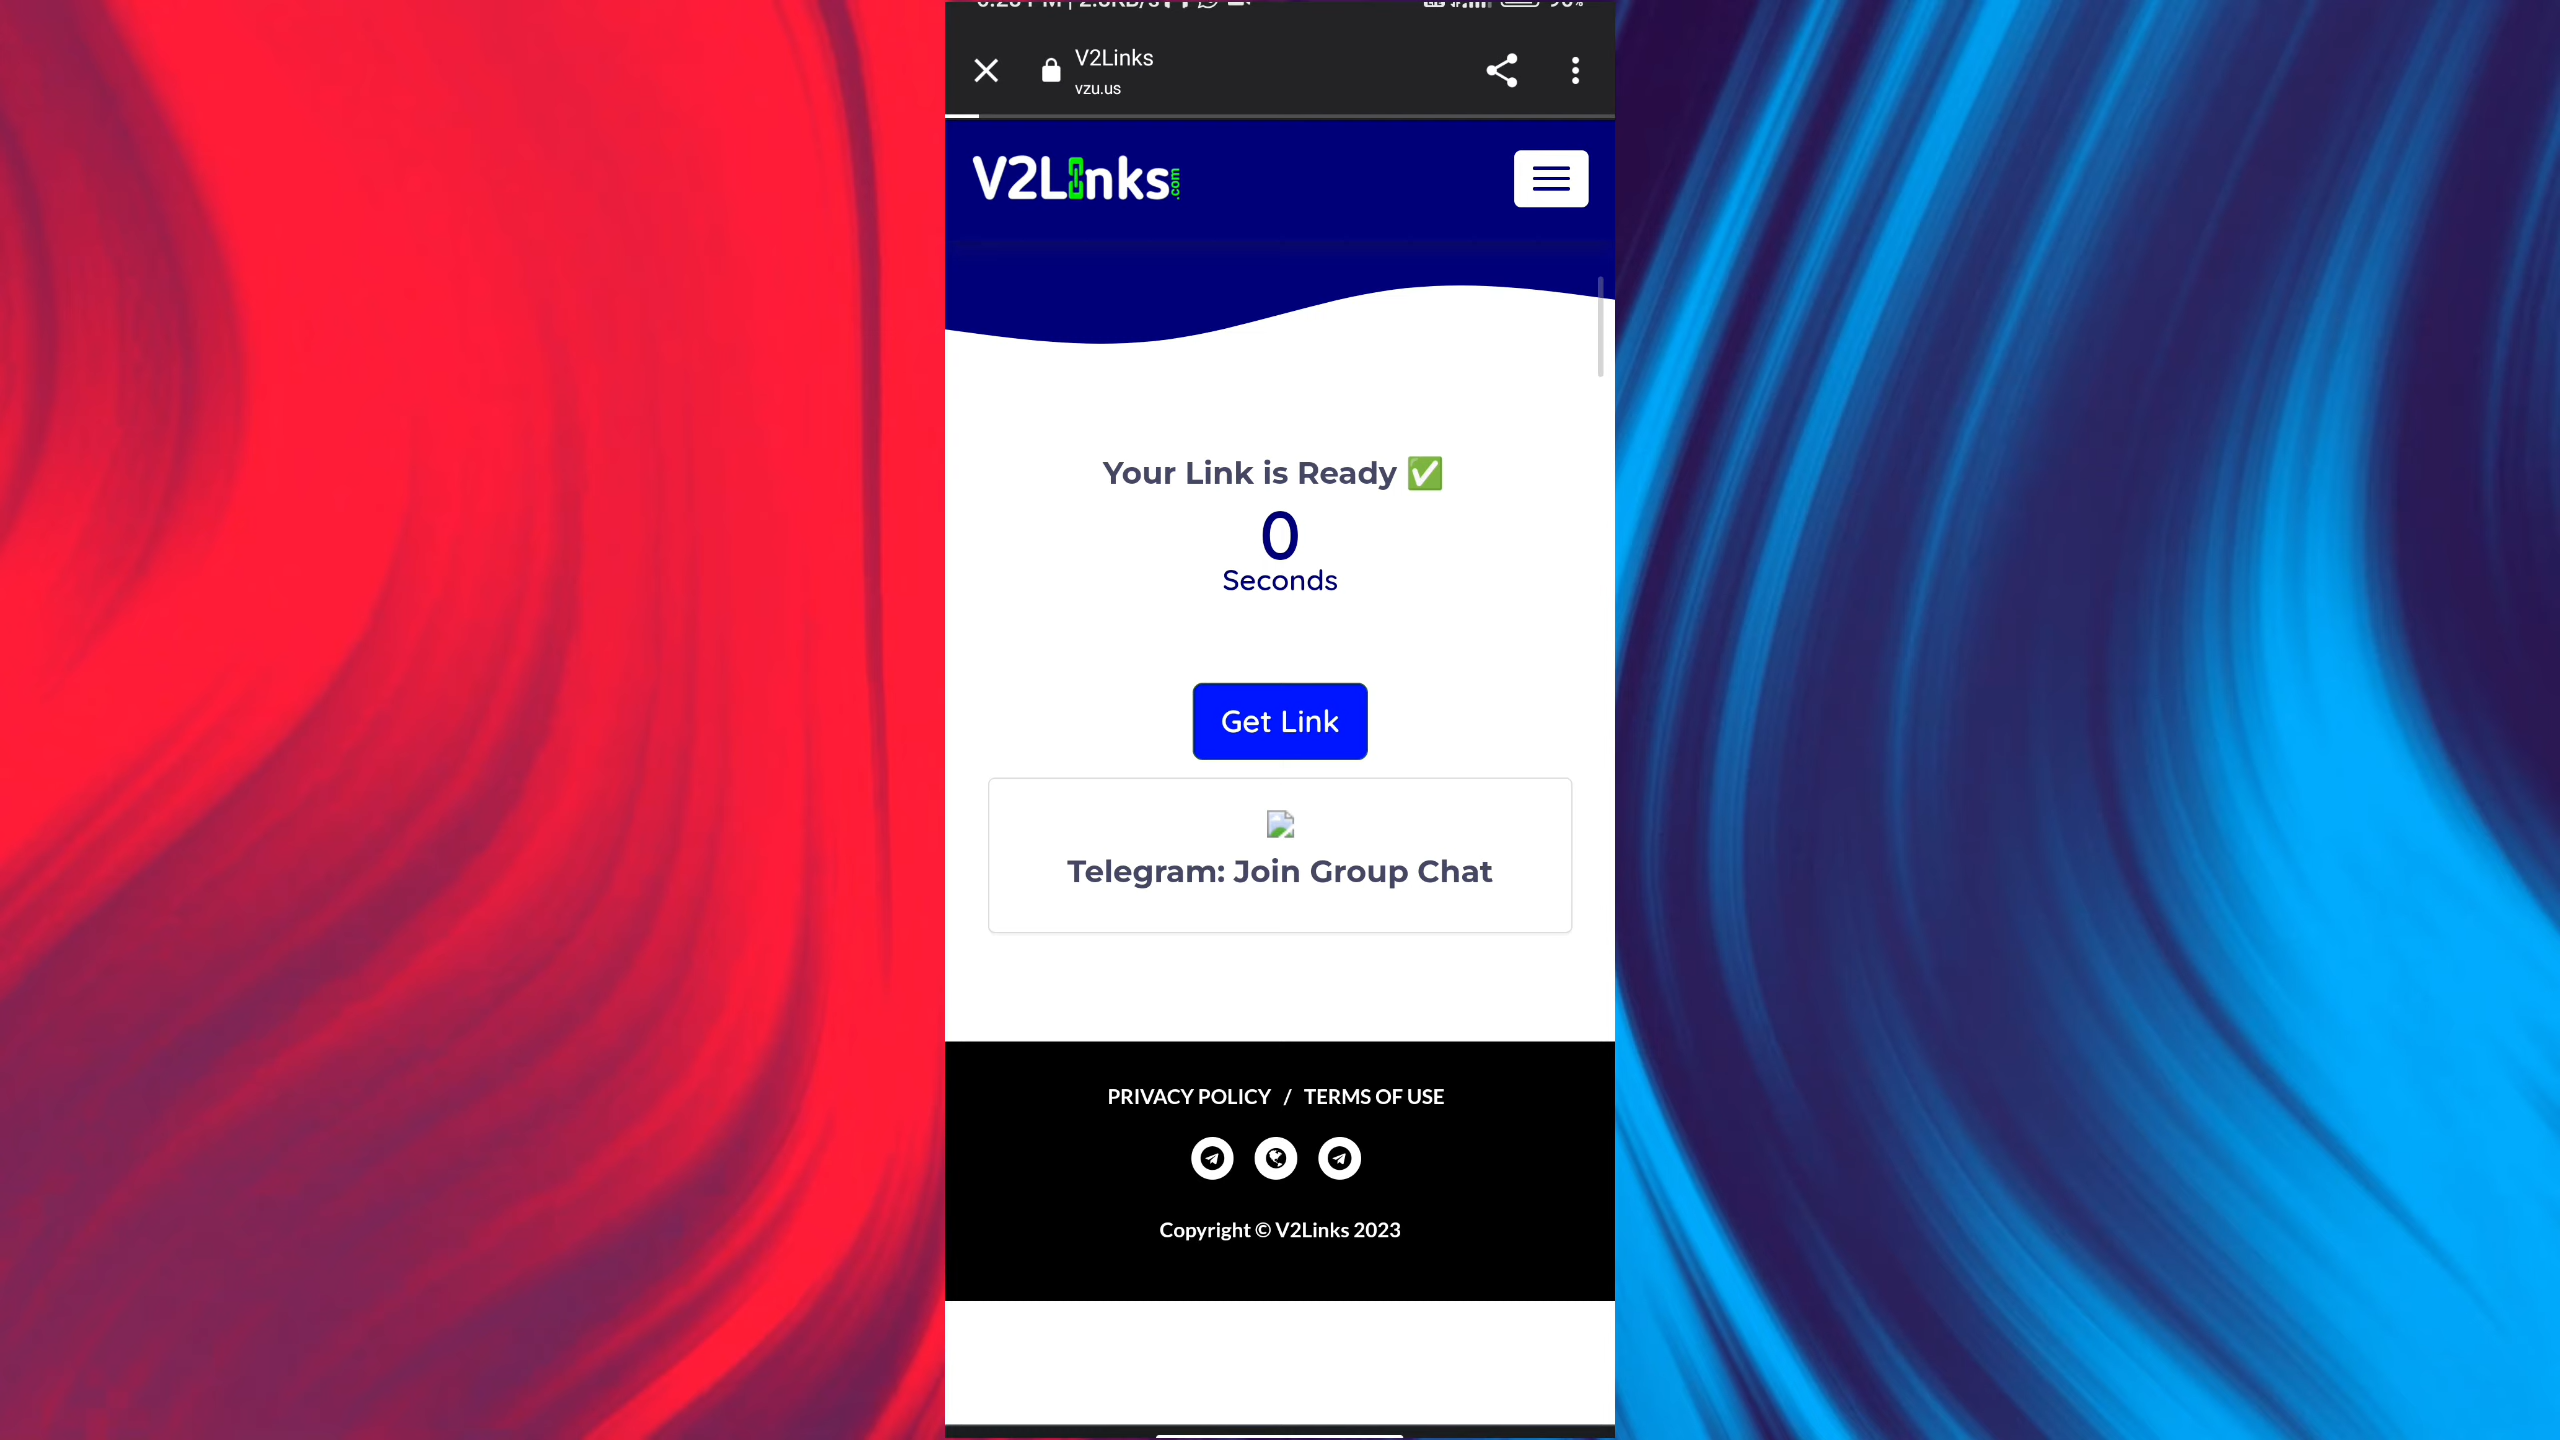 V2Links
vzu.us
V2Links.com
Your Link is Ready ✅
0
Seconds
Get Link
Telegram: Join Group Chat
PRIVACY POLICY / TERMS OF USE
Copyright © V2Links 2023